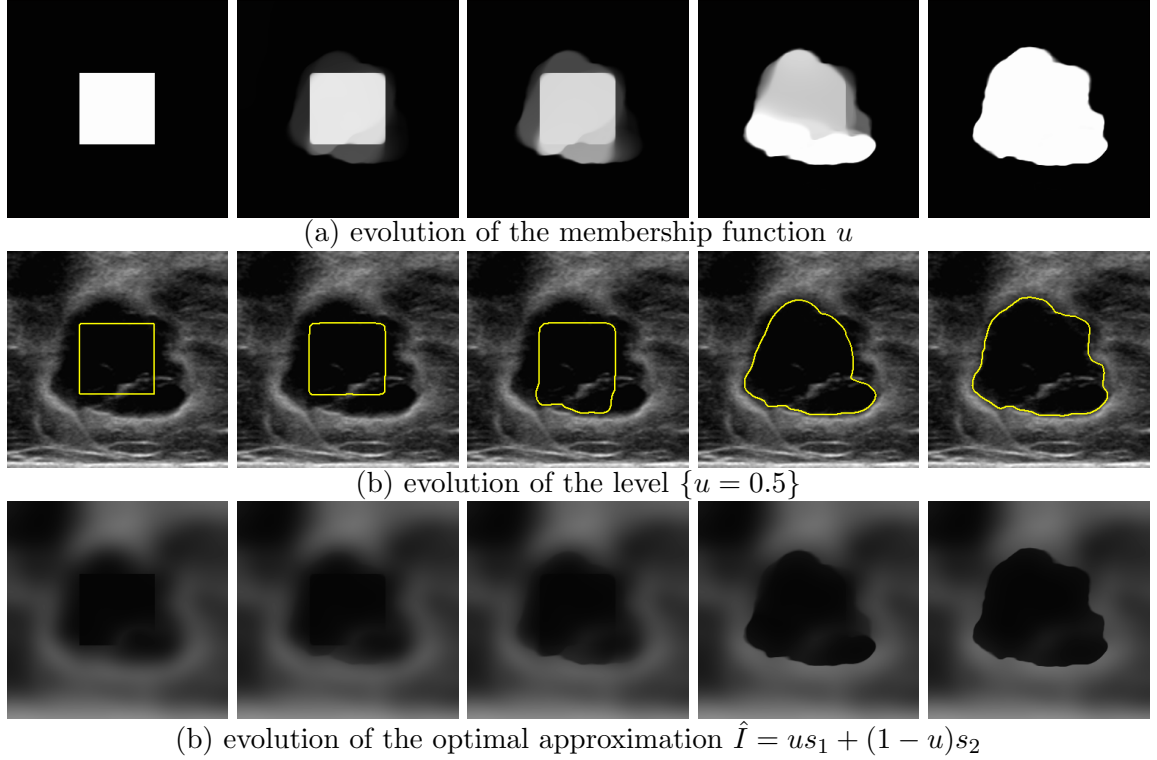 (a) evolution of the membership function u
(b) evolution of the level {u = 0.5}
(b) evolution of the optimal approximation Î = us₁ + (1 − u)s₂